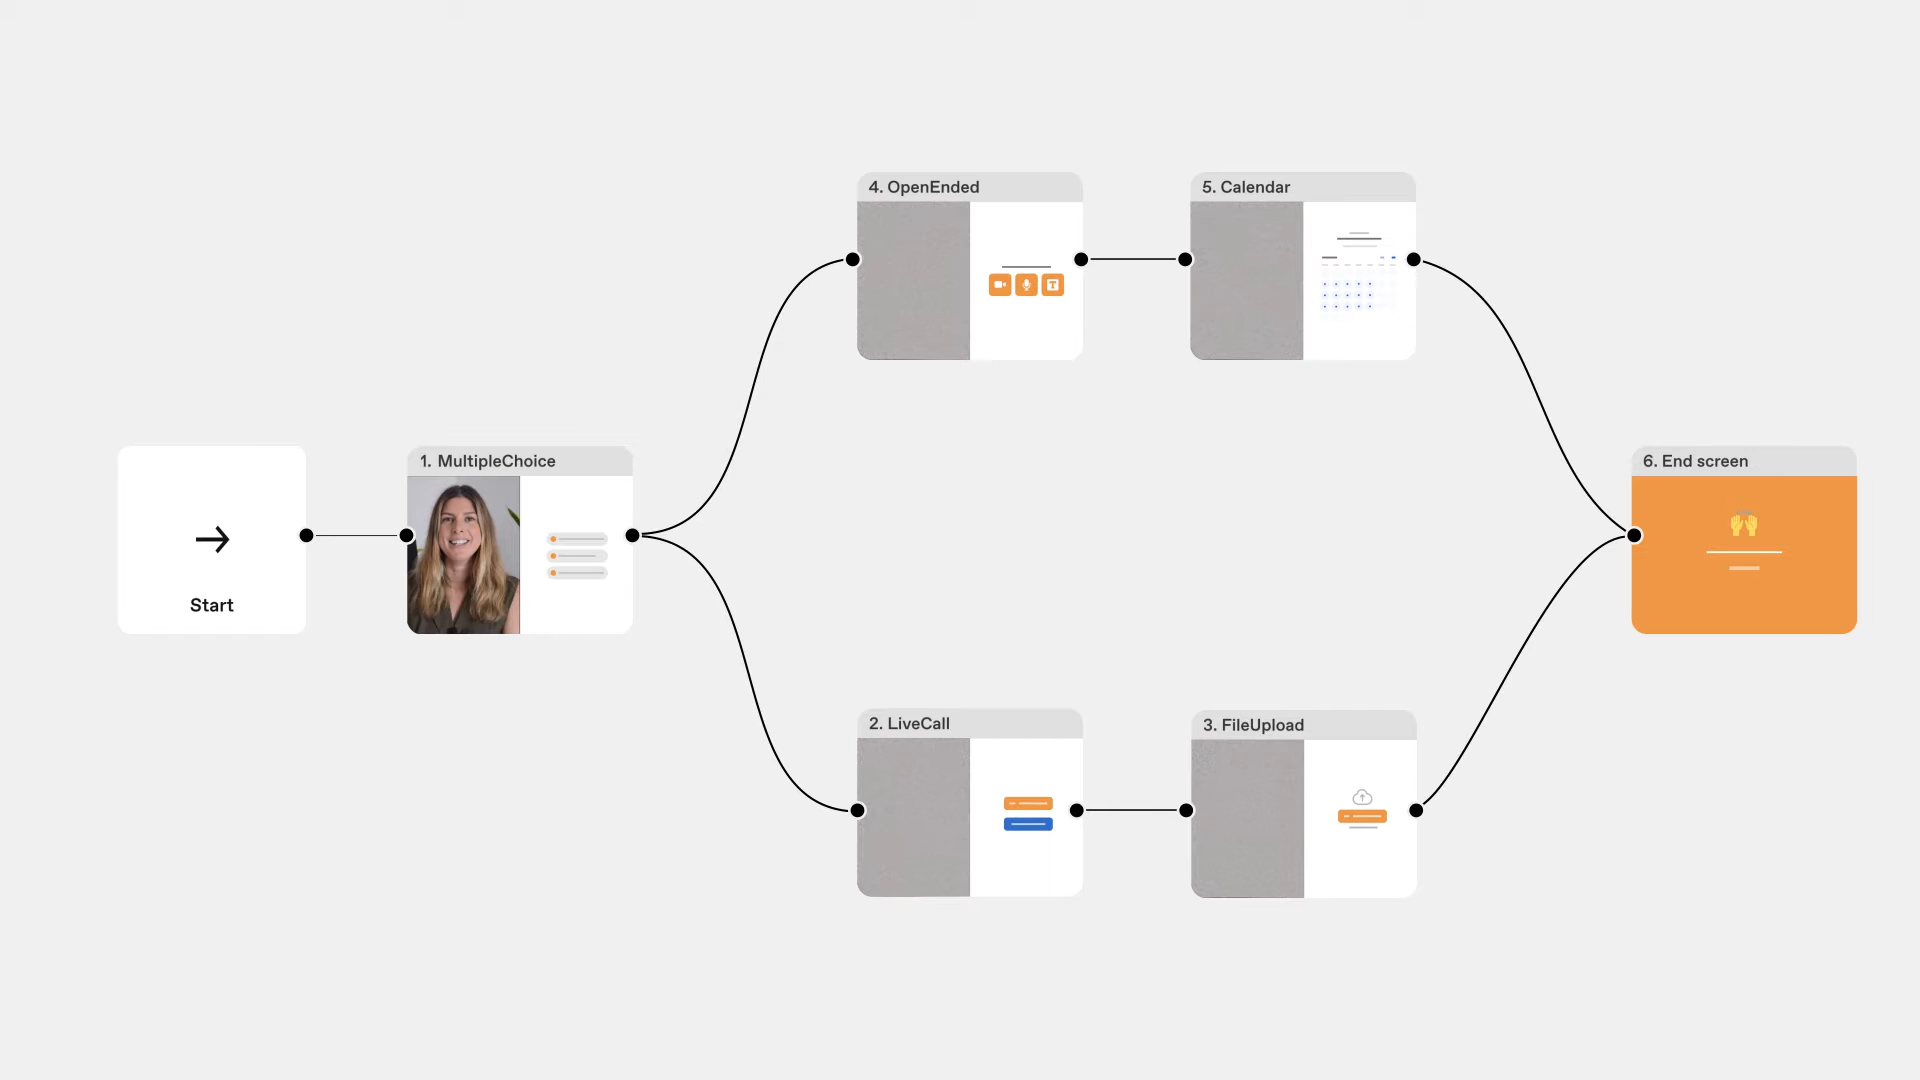 4. OpenEnded
5. Calendar
T
1. MultipleChoice
6. End screen
Start
2. LiveCall
3. FileUpload